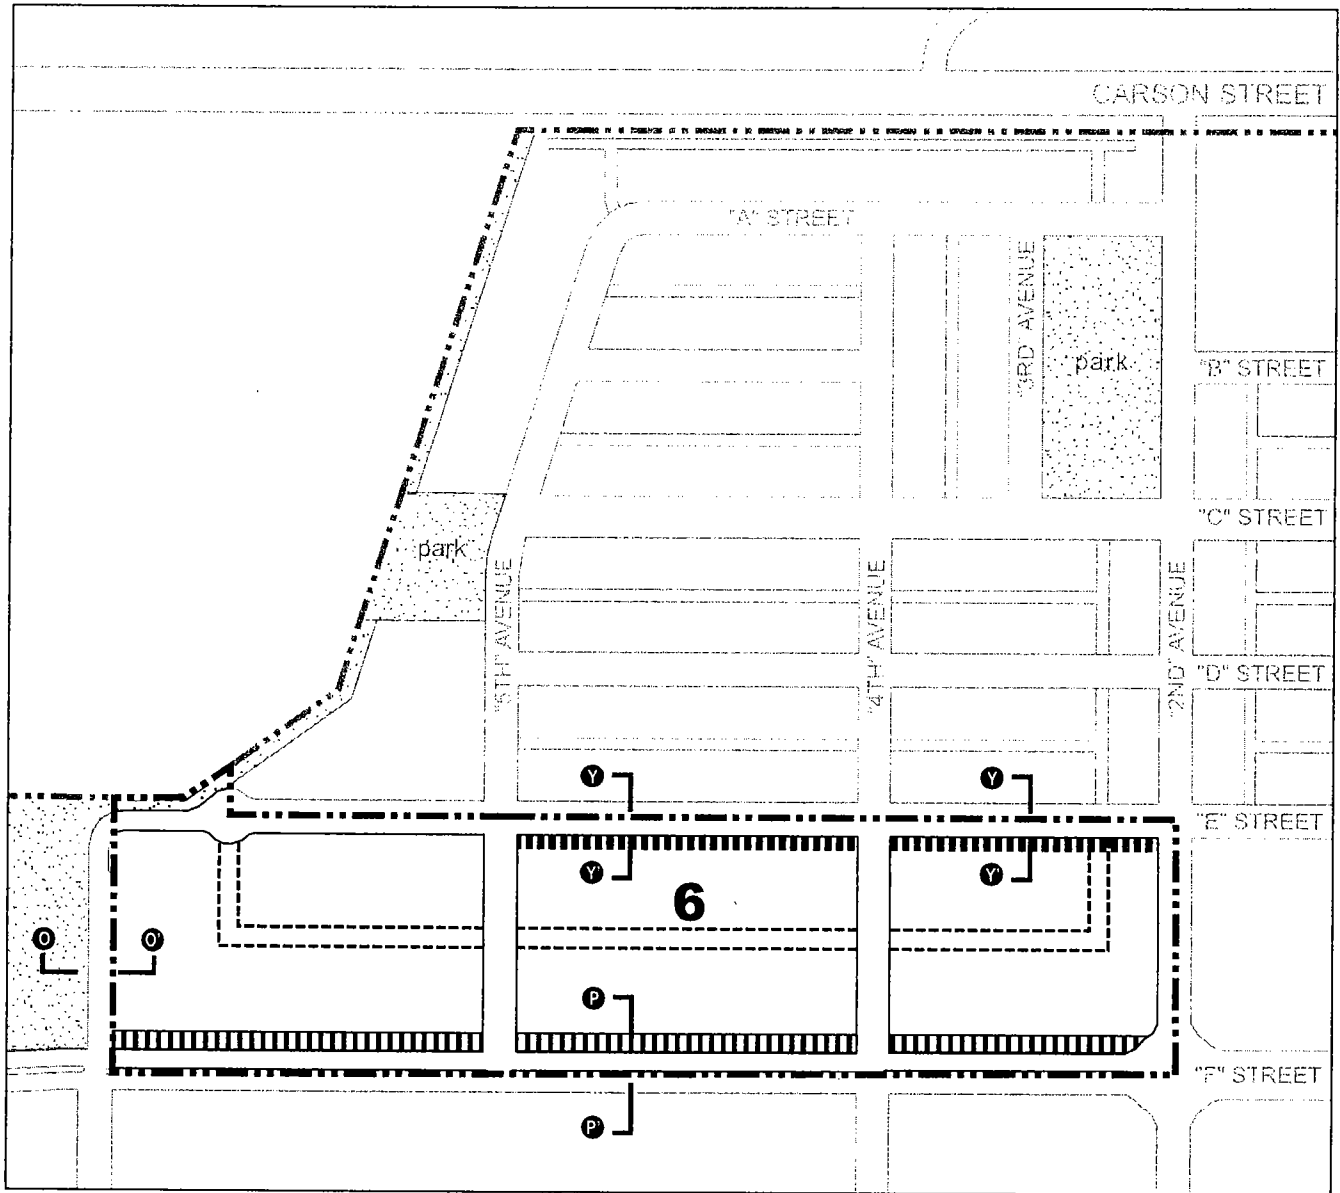 CARSON STREET
"A" STREET
"3RD" AVENUE
park
"B" STREET
"C" STREET
park
"5TH" AVENUE
"4TH" AVENUE
"2ND" AVENUE
"D" STREET
Y
Y
"E" STREET
Y'
6
Y'
O
O'
P
"F" STREET
P'